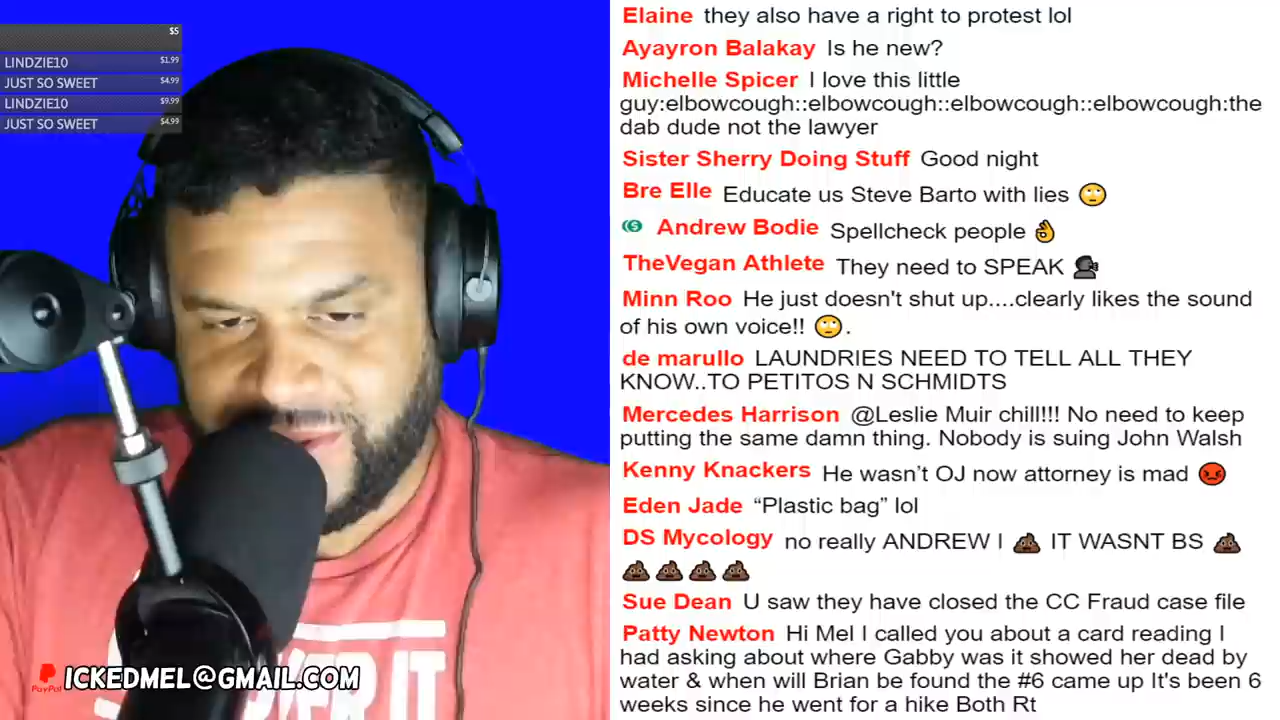 $5
LINDZIE10 $1.99
JUST SO SWEET $4.99
LINDZIE10 $9.99
JUST SO SWEET $4.99
PayPal ICKEDMEL@GMAIL.COM
Elaine they also have a right to protest lol
Ayayron Balakay Is he new?
Michelle Spicer I love this little
guy:elbowcough::elbowcough::elbowcough::elbowcough:the
dab dude not the lawyer
Sister Sherry Doing Stuff Good night
Bre Elle Educate us Steve Barto with lies 🙄
Andrew Bodie Spellcheck people 👌
TheVegan Athlete They need to SPEAK 🗣
Minn Roo He just doesn't shut up....clearly likes the sound
of his own voice!! 🙄.
de marullo LAUNDRIES NEED TO TELL ALL THEY
KNOW..TO PETITOS N SCHMIDTS
Mercedes Harrison @Leslie Muir chill!!! No need to keep
putting the same damn thing. Nobody is suing John Walsh
Kenny Knackers He wasn’t OJ now attorney is mad 😡
Eden Jade “Plastic bag” lol
DS Mycology no really ANDREW I 💩 IT WASNT BS 💩
💩💩💩💩
Sue Dean U saw they have closed the CC Fraud case file
Patty Newton Hi Mel I called you about a card reading I
had asking about where Gabby was it showed her dead by
water & when will Brian be found the #6 came up It's been 6
weeks since he went for a hike Both Rt